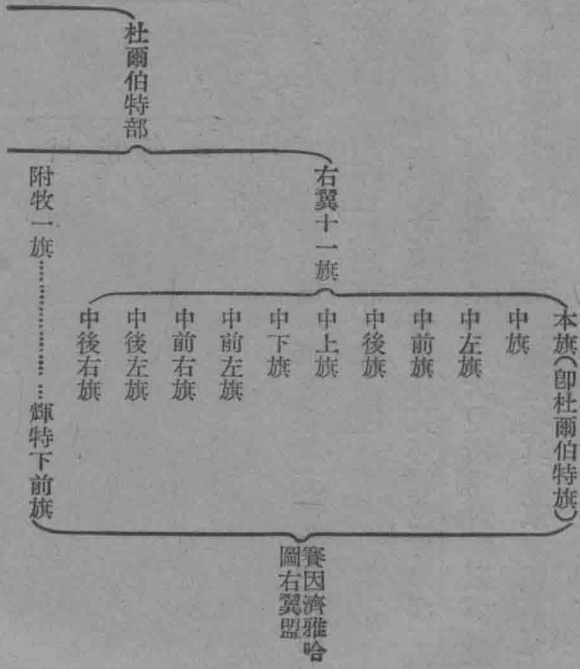 杜爾伯特部
右翼十一旗
本旗(卽杜爾伯特旗)
中旗
中左旗
中前旗
中後旗
中上旗
中下旗
中前左旗
中前右旗
中後左旗
中後右旗
附牧一旗…………………輝特下前旗
賽因濟雅哈
圖右翼盟